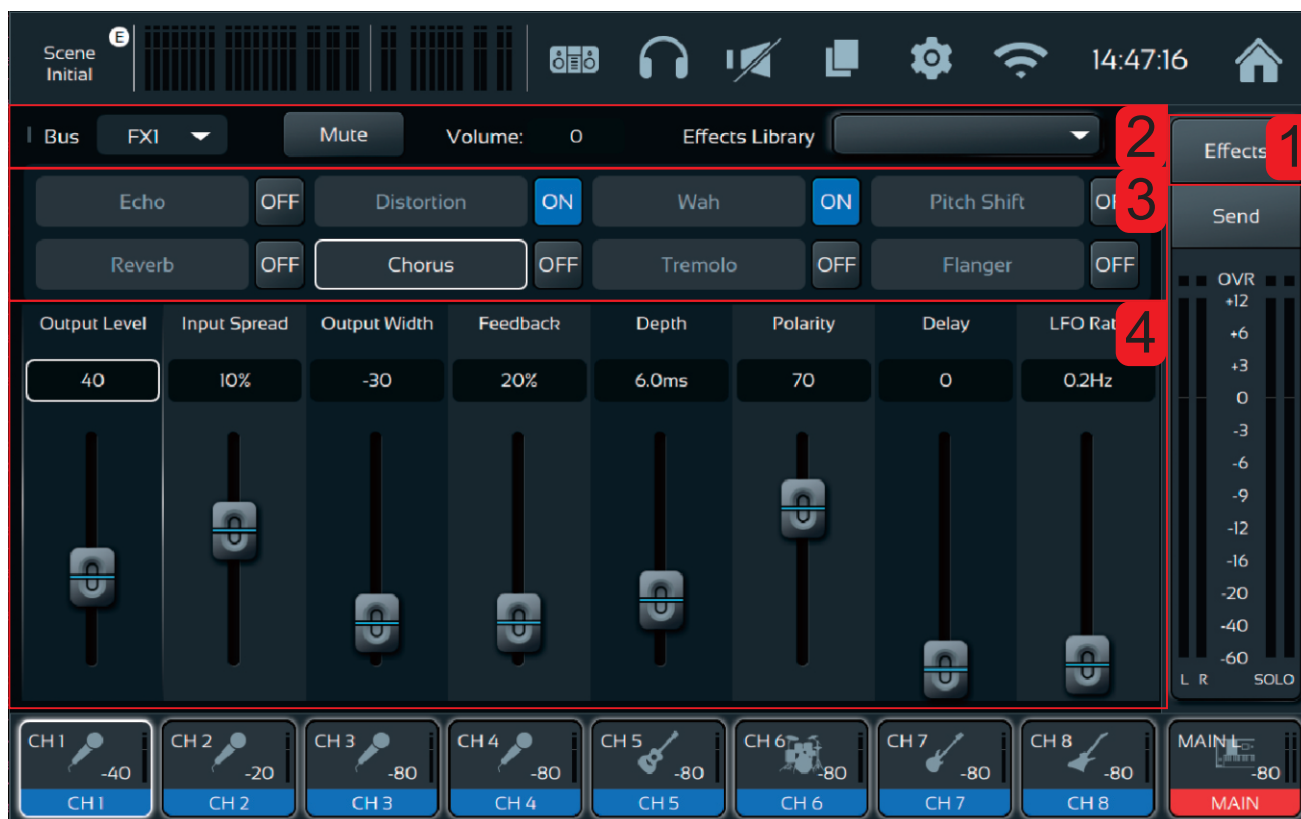 Scene E
Initial
14:47:16
Bus FX1 Mute Volume: 0 Effects Library 2
Effects 1
Echo OFF Distortion ON Wah ON Pitch Shift 3
Send
Reverb OFF Chorus OFF Tremolo OFF Flanger OFF
Output Level Input Spread Output Width Feedback Depth Polarity Delay LFO Rat 4
40 10% -30 20% 6.0ms 70 0 0.2Hz
OVR
+12
+6
+3
0
-3
-6
-9
-12
-16
-20
-40
-60
L R SOLO
CH 1 CH 2 CH 3 CH 4 CH 5 CH 6 CH 7 CH 8 MAIN L
-40 -20 -80 -80 -80 -80 -80 -80 -80
CH 1 CH 2 CH 3 CH 4 CH 5 CH 6 CH 7 CH 8 MAIN